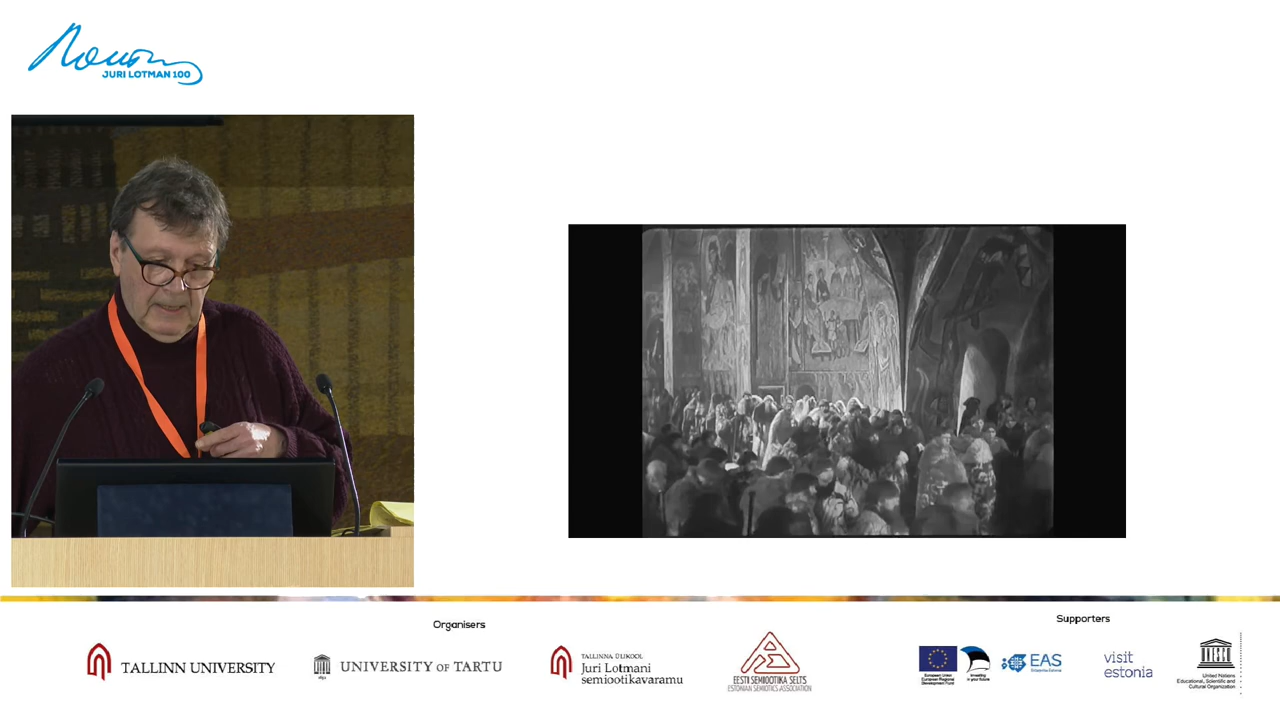 JURI LOTMAN 100
Organisers
Supporters
TALLINN UNIVERSITY
UNIVERSITY OF TARTU
TALLINNA ÜLIKOOL
Juri Lotmani
semiootikavaramu
EESTI SEMIOOTIKA SELTS
ESTONIAN SEMIOTICS ASSOCIATION
European Union
European Regional
Development Fund
Investing
in your future
EAS
visit
estonia
United Nations
Educational, Scientific and
Cultural Organization